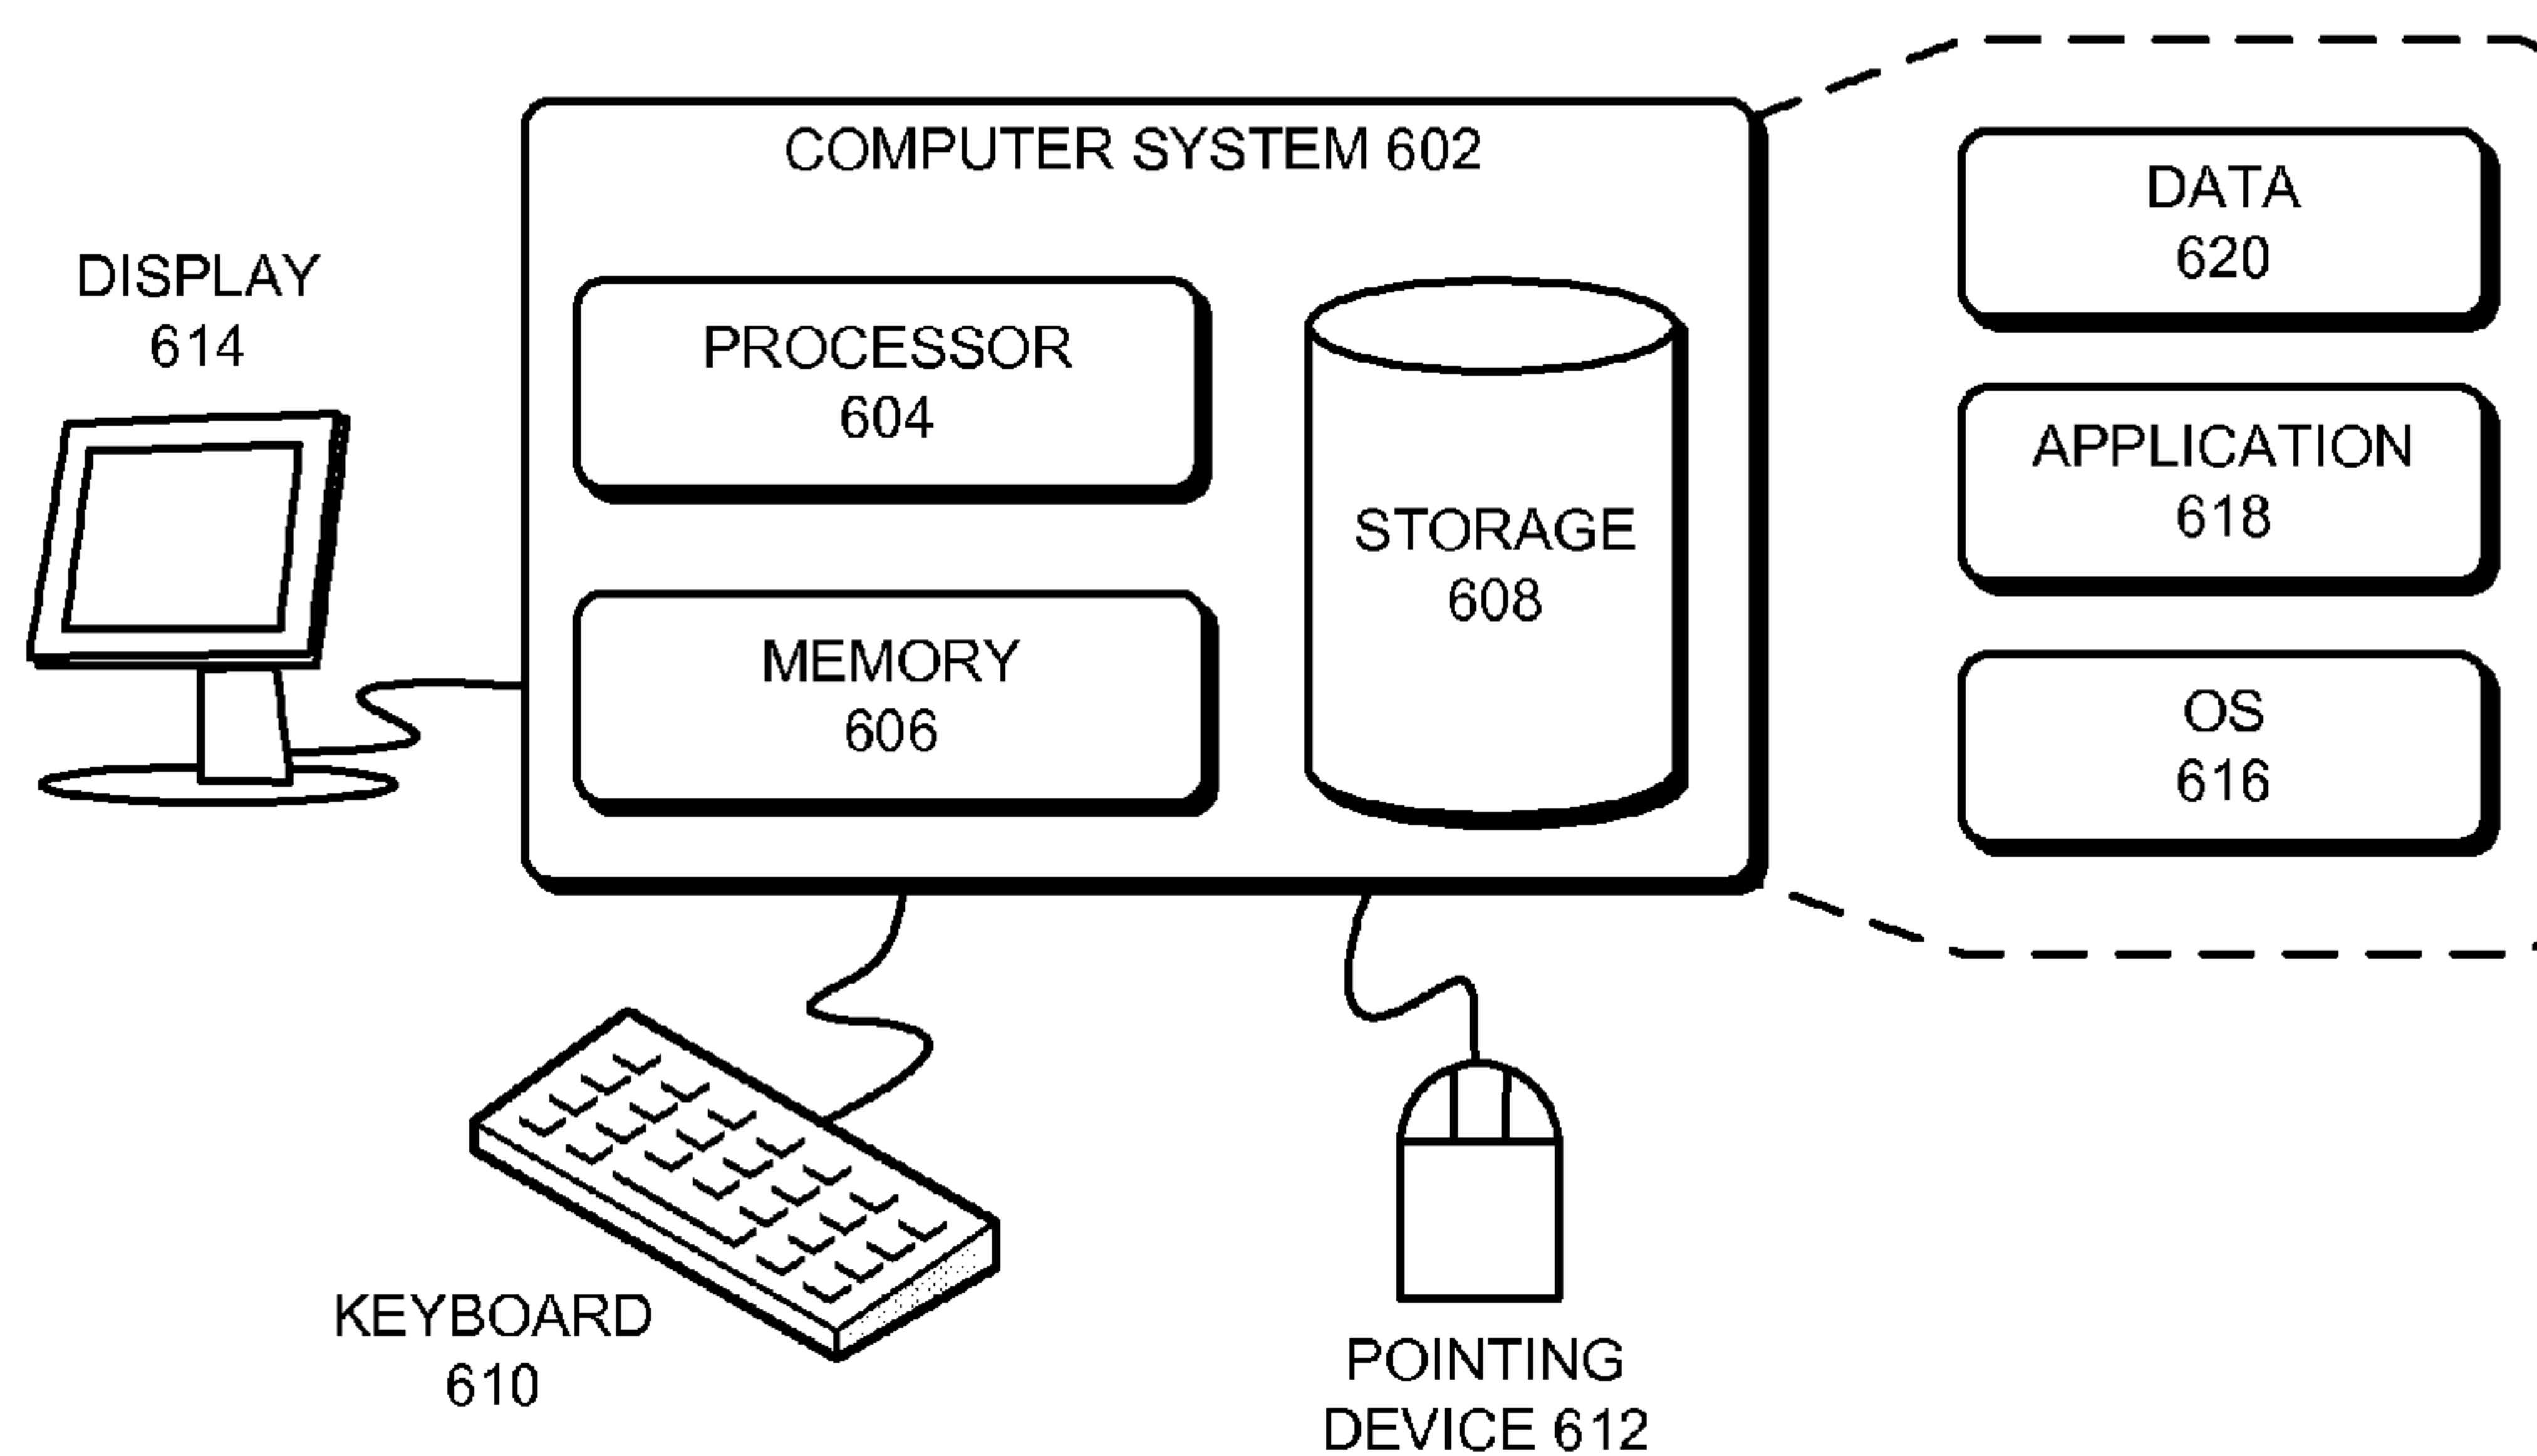 COMPUTER SYSTEM 602
DISPLAY
614
PROCESSOR
604
MEMORY
606
STORAGE
608
DATA
620
APPLICATION
618
OS
616
KEYBOARD
610
POINTING
DEVICE 612